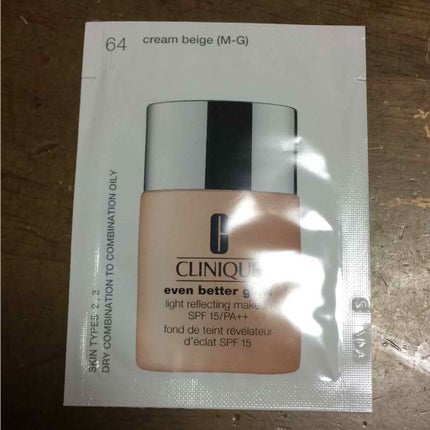 64 cream beige (M-G)
CLINIQUE
even better
light reflecting
SPF 15/PA++
fond de teint révélateur
d'éclat SPF 15
SKIN TYPES 2, 3
DRY COMBINATION TO COMBINATION OILY